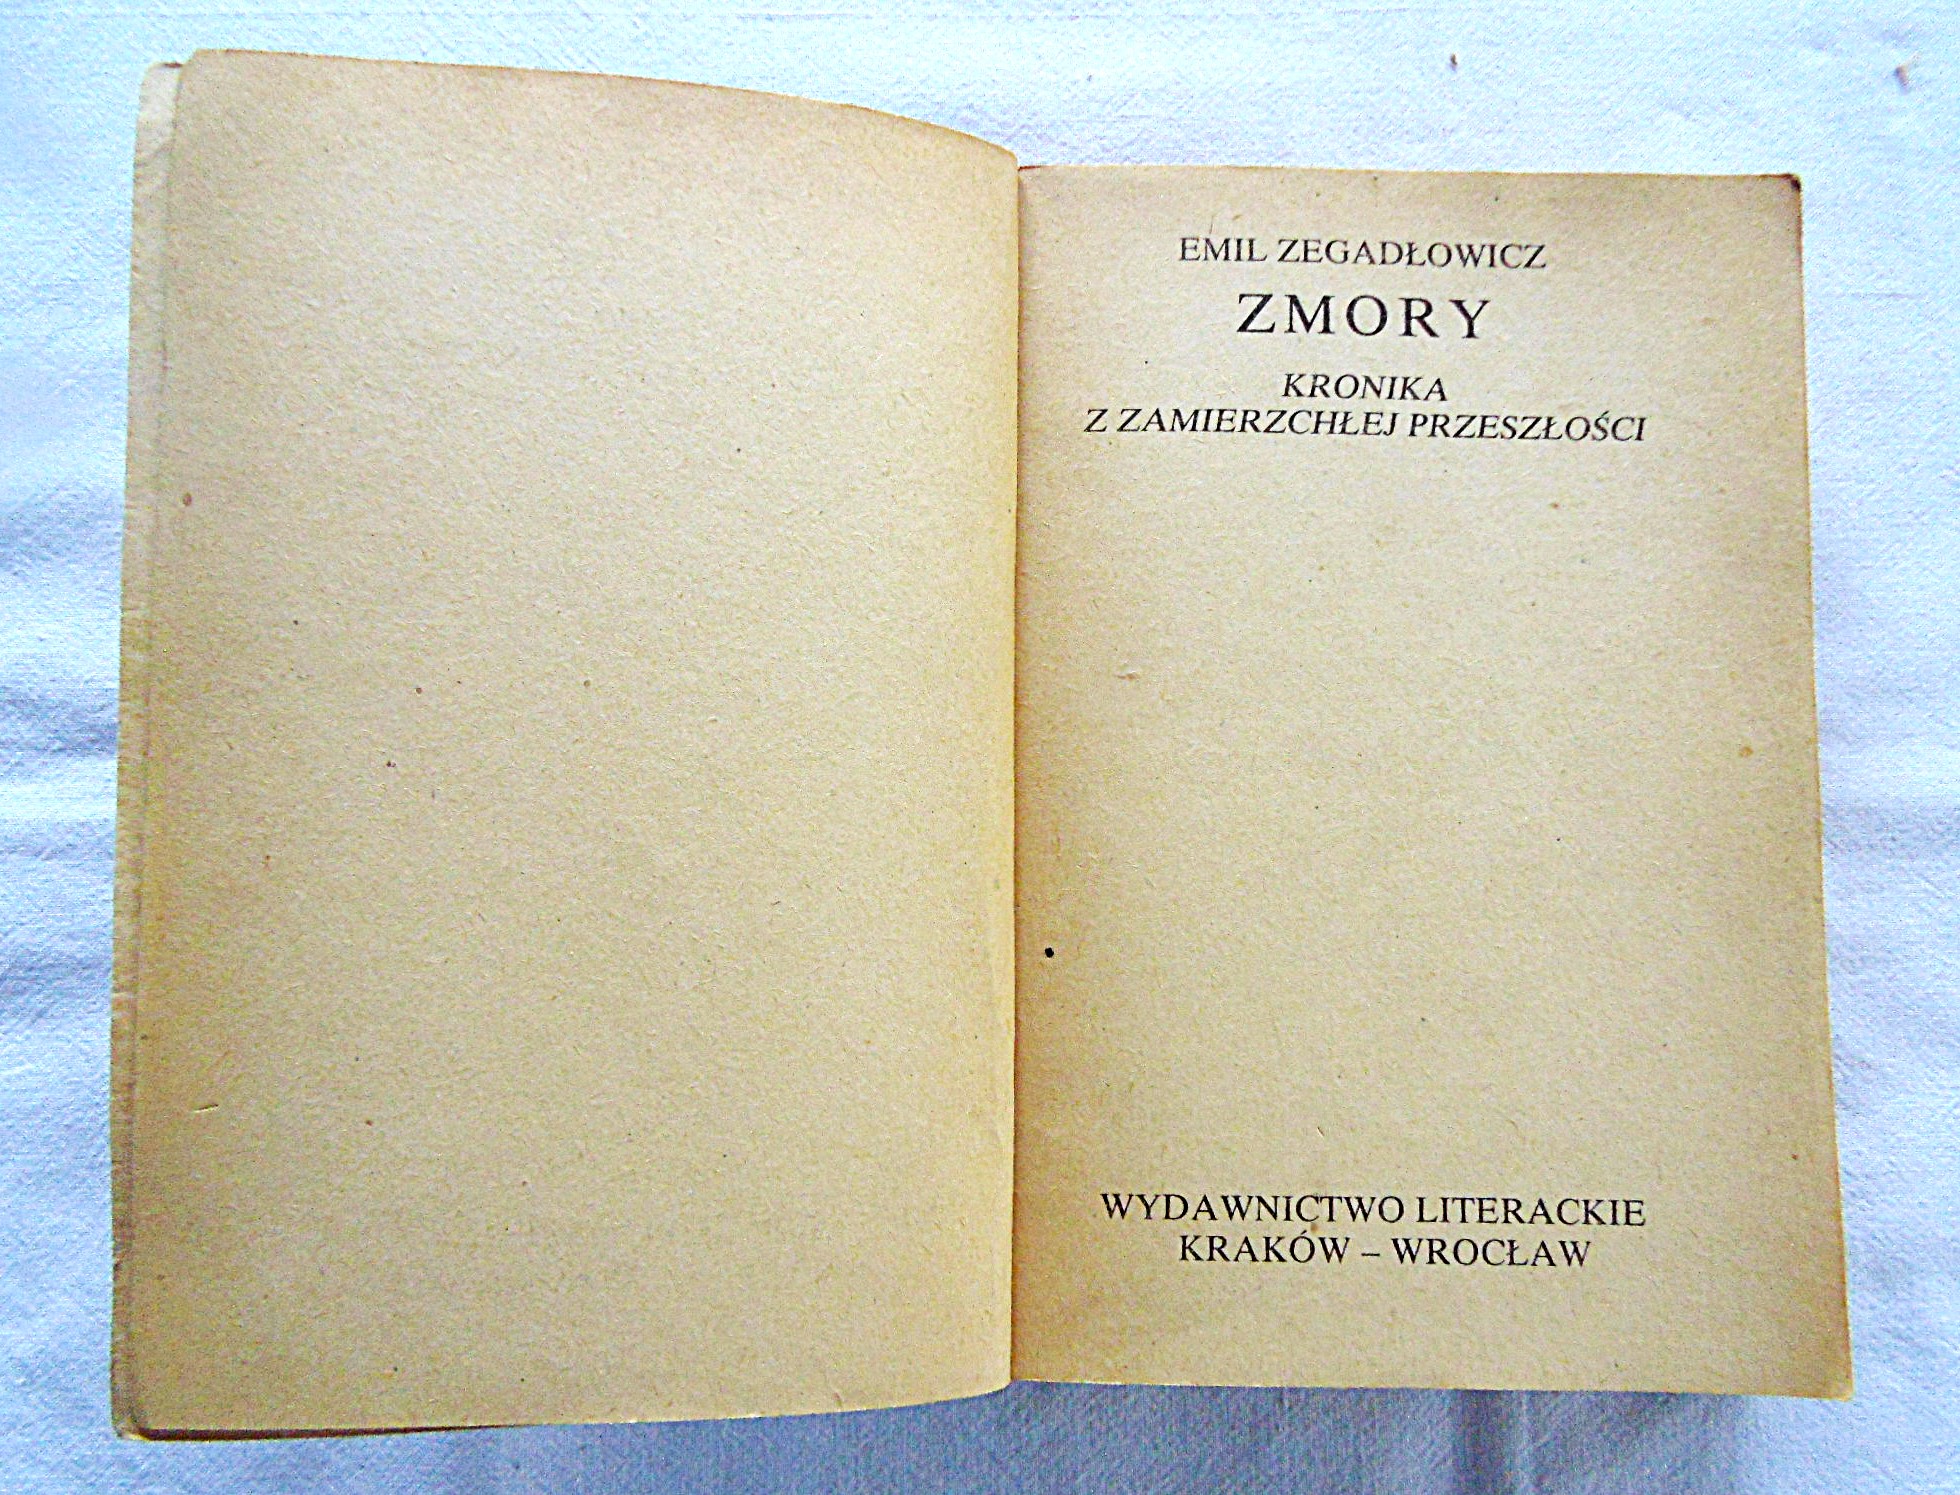 EMIL ZEGADŁOWICZ
ZMORY
KRONIKA
Z ZAMIERZCHŁEJ PRZESZŁOŚCI
WYDAWNICTWO LITERACKIE
KRAKÓW – WROCŁAW